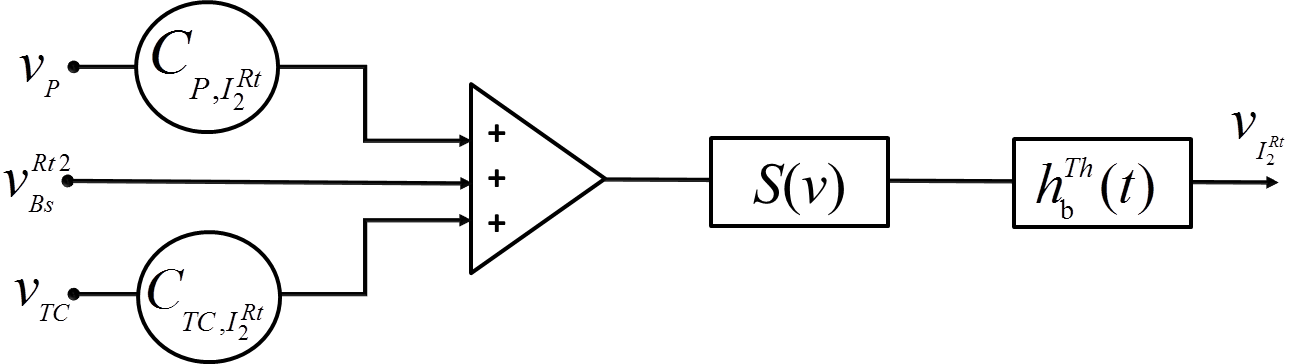 v_P
C_{P,I_2^{Rt}}
+
v_{Bs}^{Rt2}
+
S(v)
h_b^{Th}(t)
v_{I_2^{Rt}}
+
v_{TC}
C_{TC,I_2^{Rt}}